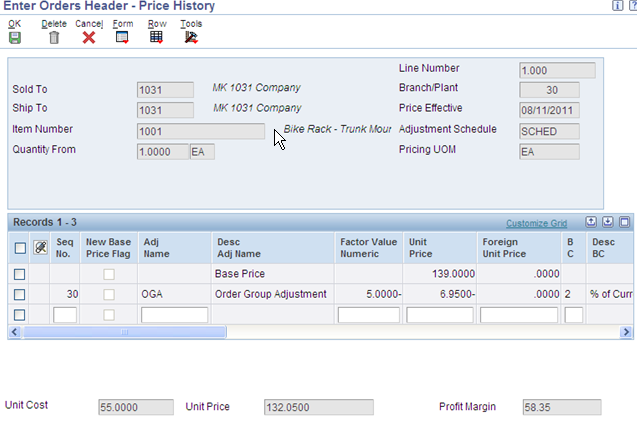 Enter Orders Header - Price History
OK Delete Cancel Form Row Tools
Line Number 1.000
Sold To 1031 MK 1031 Company Branch/Plant 30
Ship To 1031 MK 1031 Company Price Effective 08/11/2011
Item Number 1001 Bike Rack - Trunk Mour Adjustment Schedule SCHED
Quantity From 1.0000 EA Pricing UOM EA
Records 1 - 3 Customize Grid
Seq No. New Base Price Flag Adj Name Desc Adj Name Factor Value Numeric Unit Price Foreign Unit Price B C Desc BC
Base Price 139.0000 .0000
30 OGA Order Group Adjustment 5.0000- 6.9500- .0000 2 % of Curr
Unit Cost 55.0000 Unit Price 132.0500 Profit Margin 58.35